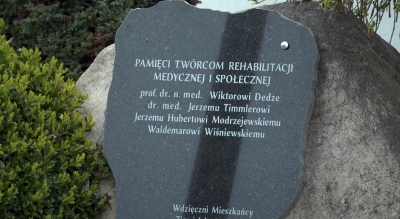 PAMIĘCI TWÓRCOM REHABILITACJI
MEDYCZNEJ I SPOŁECZNEJ
prof. dr. n. med. Wiktorowi Dedze
dr. med. Jerzemu Timmlerowi
Jerzemu Hubertowi Modrzejewskiemu
Waldemarowi Wiśniewskiemu
Wdzięczni Mieszkańcy